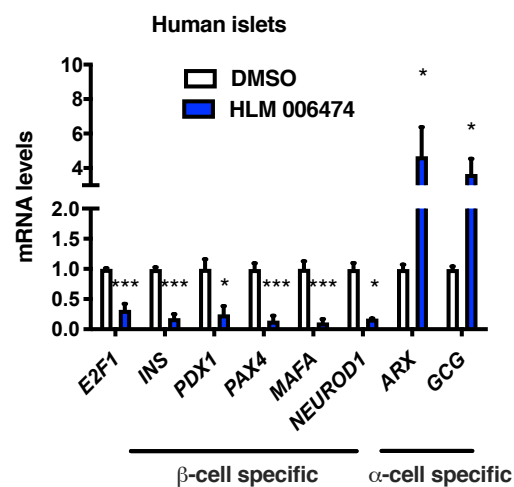 Human islets
DMSO
HLM 006474
mRNA levels
10
8
6
4
2.0
1.5
1.0
0.5
0.0
*** *** * *** *** * * *
E2F1 INS PDX1 PAX4 MAFA NEUROD1 ARX GCG
β-cell specific α-cell specific